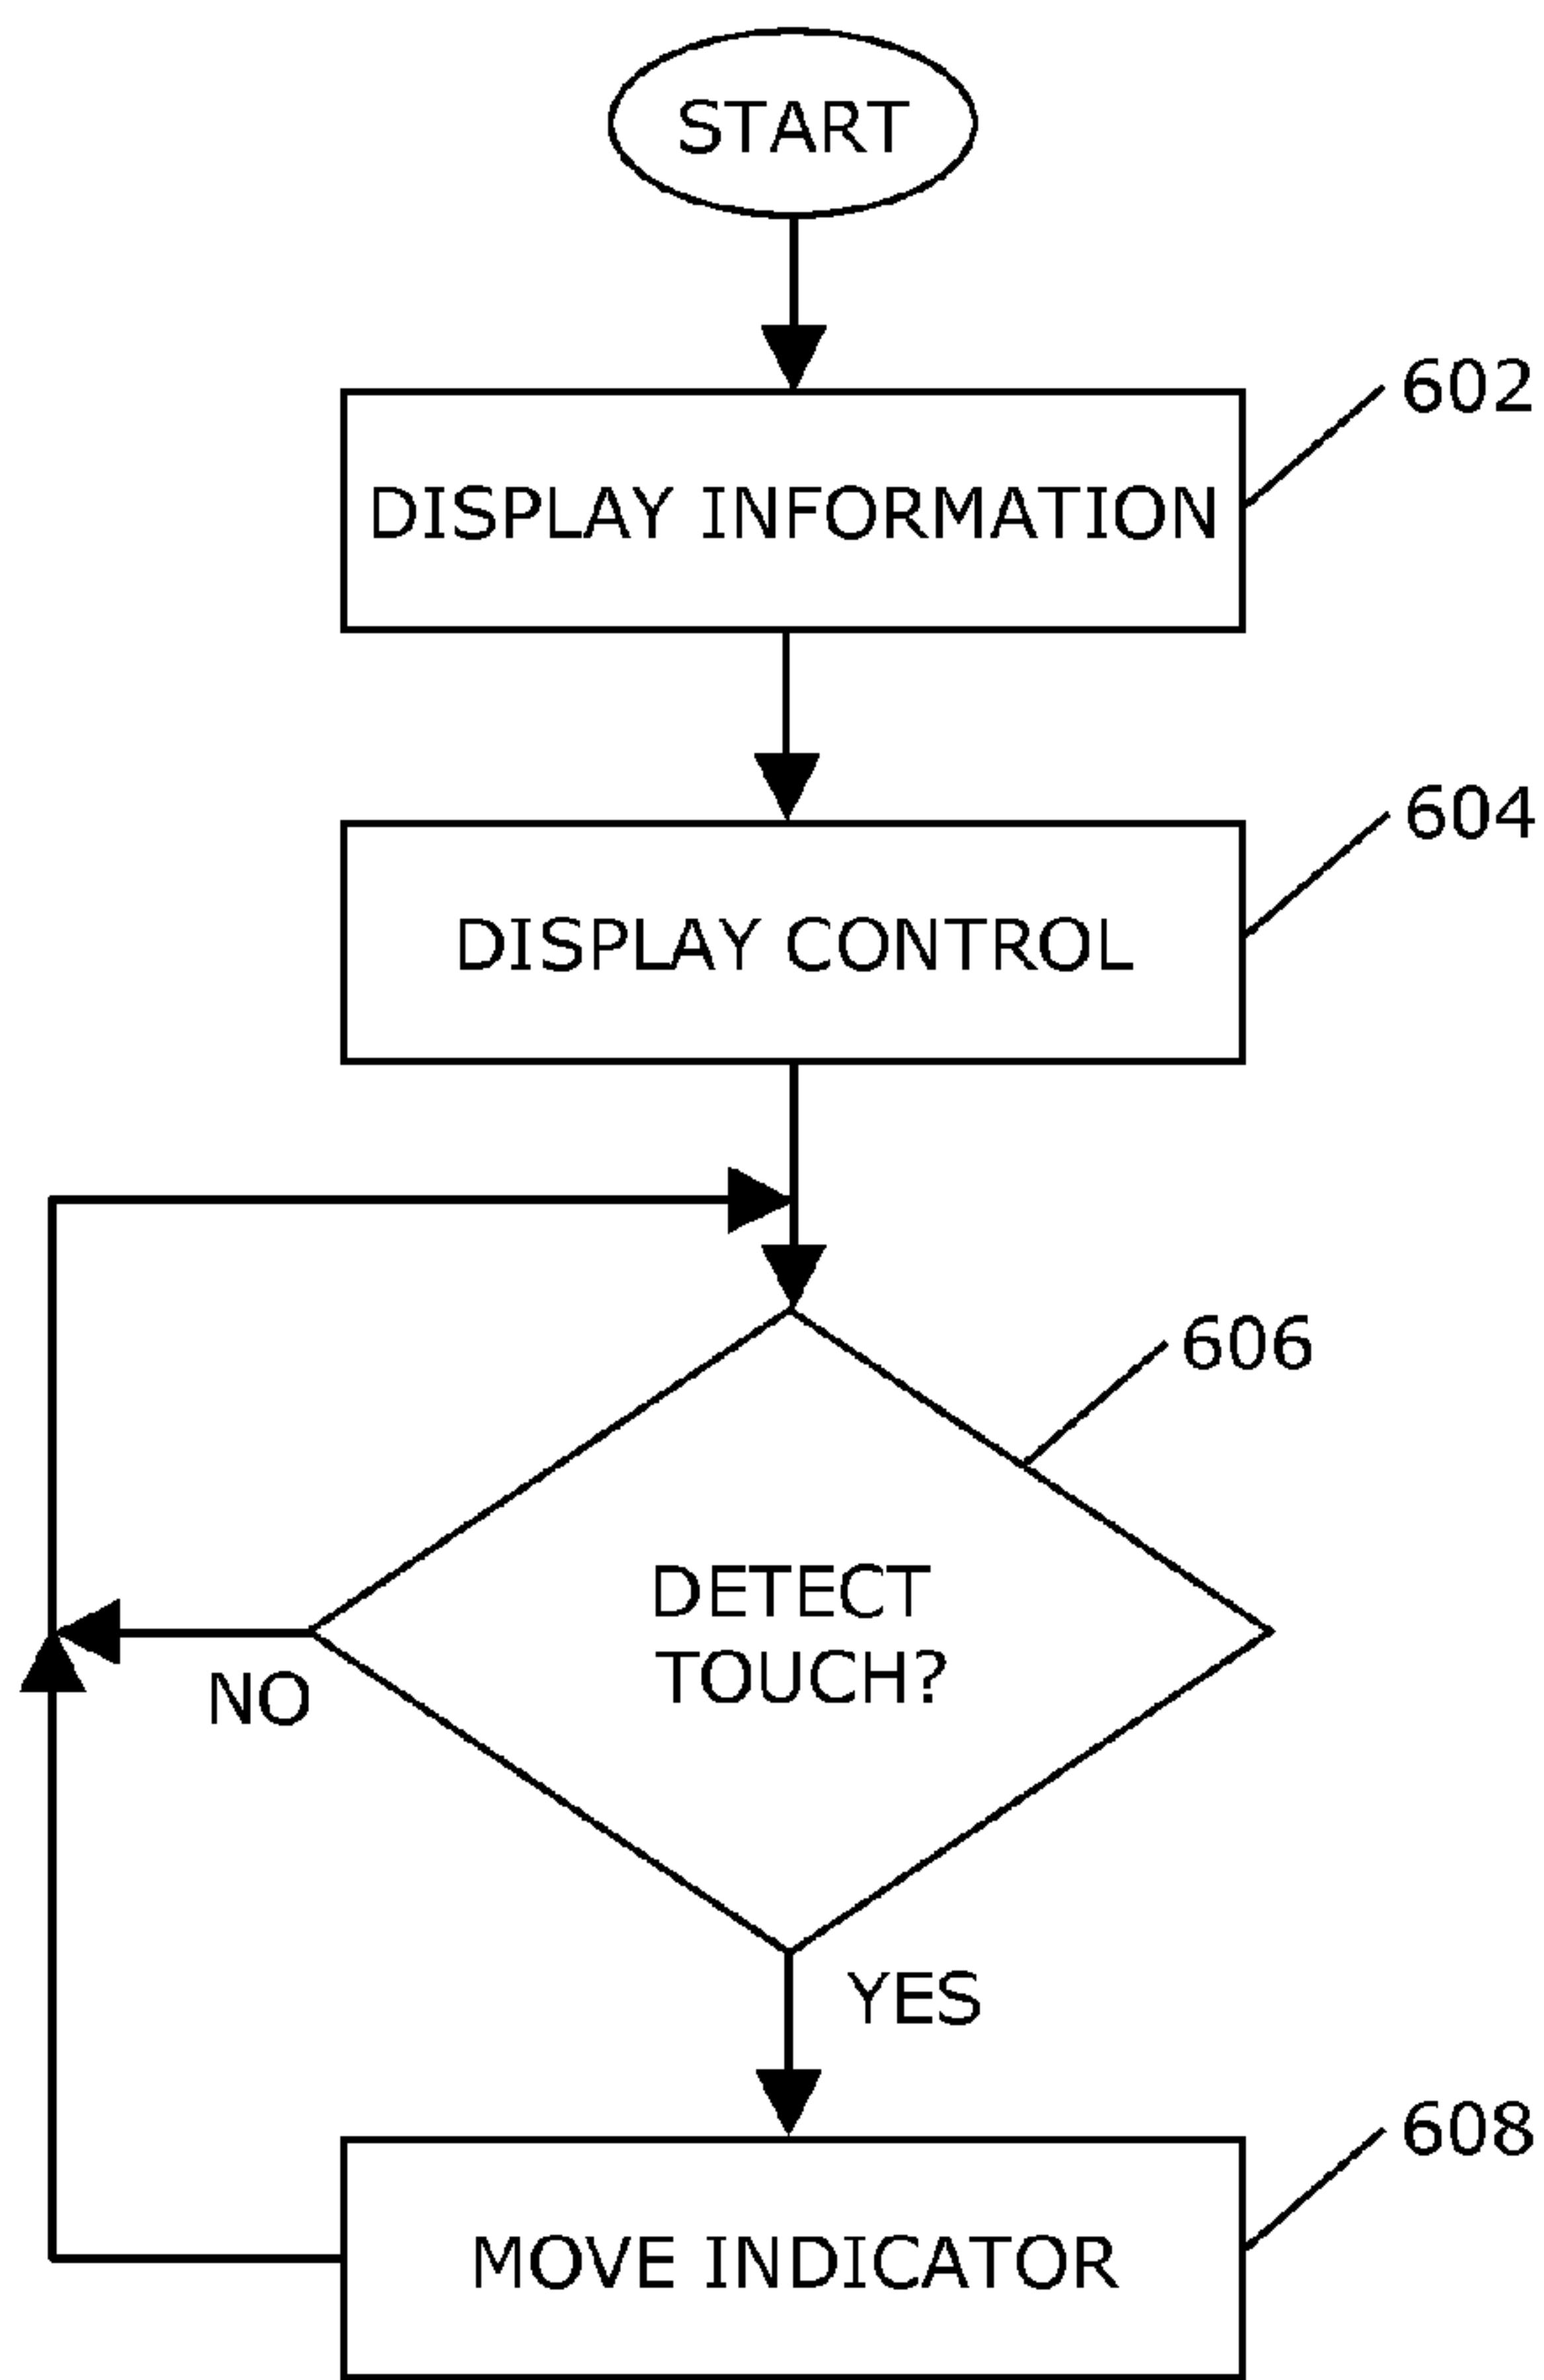 START
602
DISPLAY INFORMATION
604
DISPLAY CONTROL
606
DETECT
TOUCH?
NO
YES
608
MOVE INDICATOR